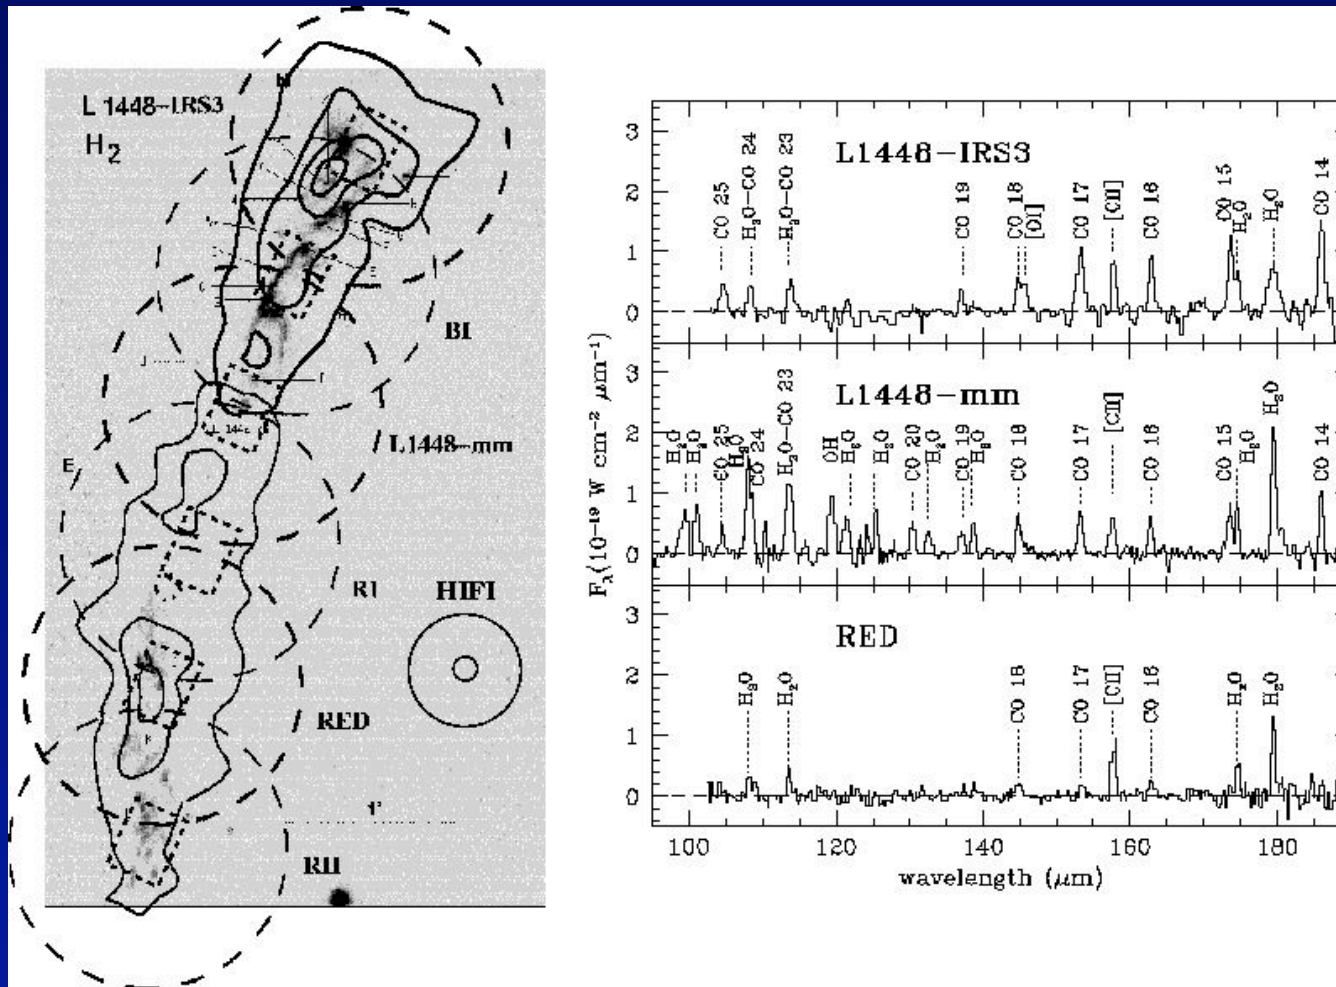 L 1448-IRS3
H₂
BI
L1448-mm
E
R1
HIFI
RED
1'
RII
L1448-IRS3
CO 25
H₂O-CO 24
H₂O-CO 23
CO 19
CO 18
[OI]
CO 17
[CII]
CO 16
CO 15
H₂O
H₂O
CO 14
L1448-mm
H₂O
H₂O
CO 25
H₂O
CO 24
H₂O-CO 23
OH
H₂O
H₂O
CO 20
H₂O
CO 19
H₂O
CO 18
CO 17
[CII]
CO 16
CO 15
H₂O
H₂O
CO 14
RED
H₂O
H₂O
CO 18
CO 17
[CII]
CO 16
H₂O
H₂O
3
2
1
0
3
2
1
0
3
2
1
0
F_λ(10⁻¹⁹ W cm⁻² μm⁻¹)
100
120
140
160
180
wavelength (μm)